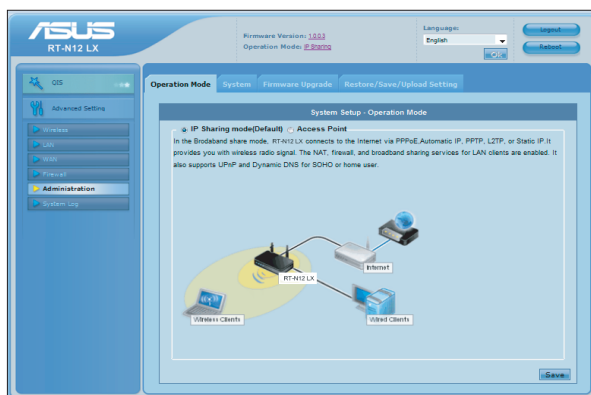 ASUS
RT-N12 LX
Firmware Version: 1.0.0.3
Operation Mode: IP Sharing
Language:
English
Logout
Reboot
GIS
Advanced Setting
Wireless
LAN
WAN
Firewall
Administration
System Log
Operation Mode System Firmware Upgrade Restore/Save/Upload Setting
System Setup - Operation Mode
IP Sharing mode(Default) Access Point
In the Brodaband share mode, RT-N12 LX connects to the Internet via PPPoE,Automatic IP, PPTP, L2TP, or Static IP.It
provides you with wireless radio signal. The NAT, firewall, and broadband sharing services for LAN clients are enabled. It
also supports UPnP and Dynamic DNS for SOHO or home user.
Internet
RT-N12 LX
Wireless Clients
Wired Clients
Save